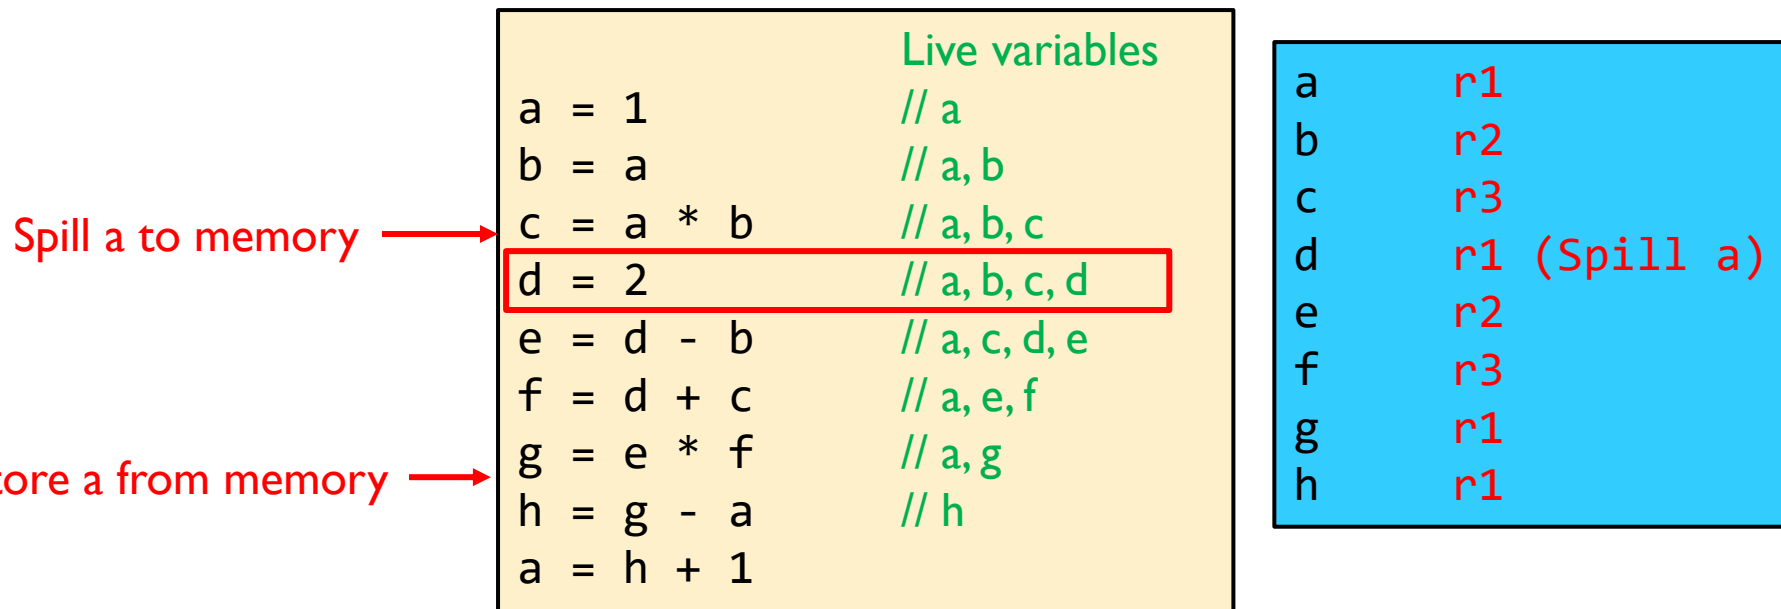 Live variables
a = 1 // a
b = a // a, b
Spill a to memory
c = a * b // a, b, c
d = 2 // a, b, c, d
e = d - b // a, c, d, e
f = d + c // a, e, f
g = e * f // a, g
tore a from memory
h = g - a // h
a = h + 1
a r1
b r2
c r3
d r1 (Spill a)
e r2
f r3
g r1
h r1